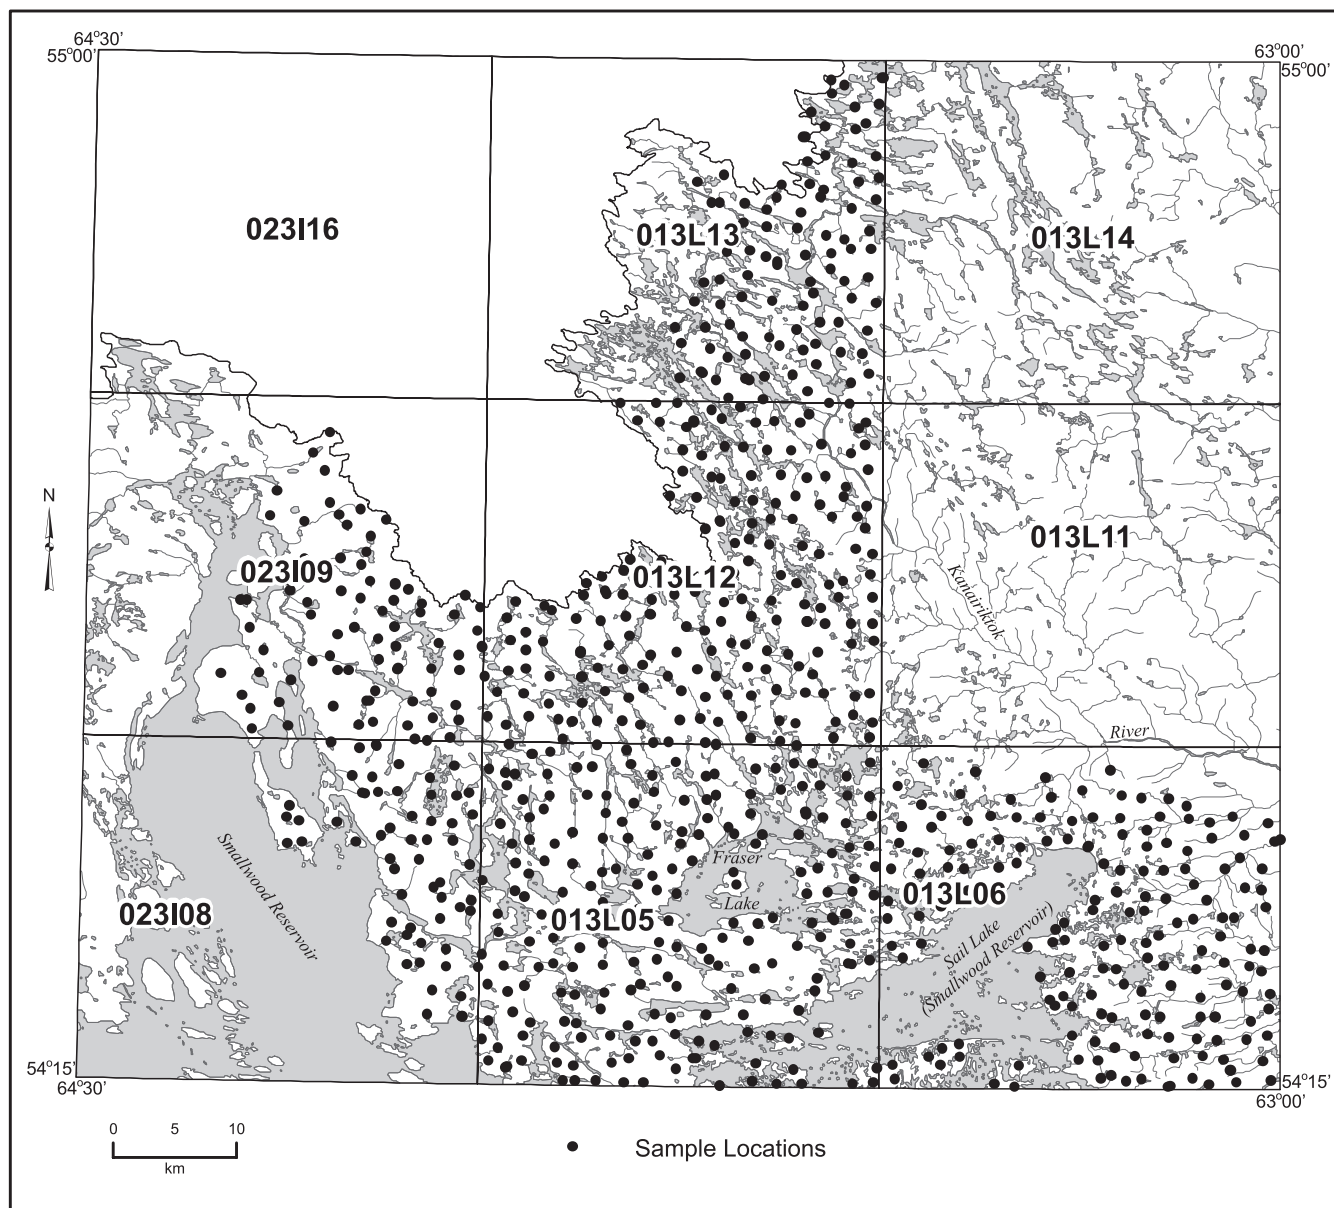 64°30' 63°00'
55°00' 55°00'
023I16 013L13 013L14
N
023I09 013L12 013L11
Kanairiktok
River
Smallwood Reservoir
Fraser
Lake
023I08 013L05 013L06
Sail Lake
(Smallwood Reservoir)
54°15' 54°15'
64°30' 63°00'
0 5 10
km
Sample Locations